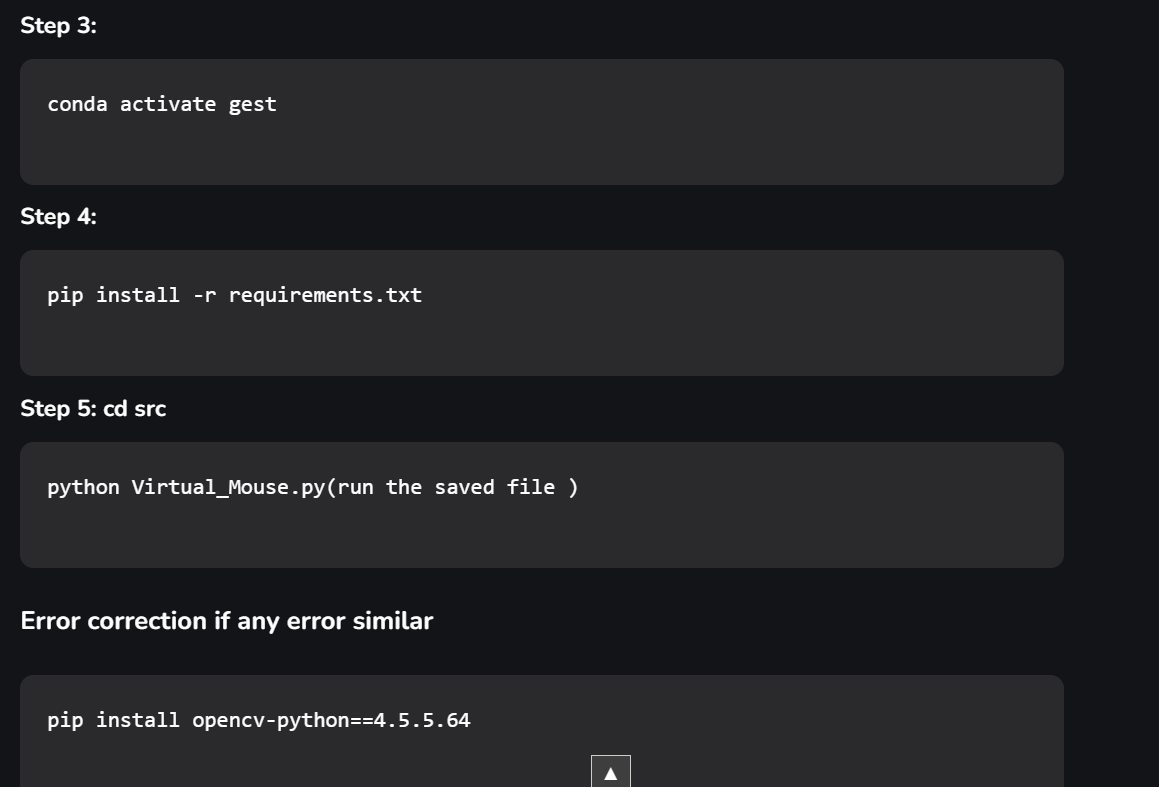 Step 3:
conda activate gest
Step 4:
pip install -r requirements.txt
Step 5: cd src
python Virtual_Mouse.py(run the saved file )
Error correction if any error similar
pip install opencv-python==4.5.5.64
▲